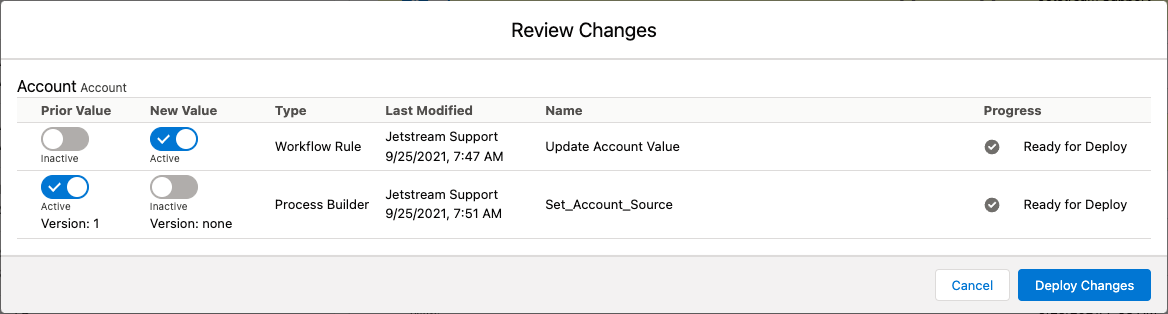 Review Changes
Account Account
Prior Value New Value Type Last Modified Name Progress
Inactive Active Workflow Rule Jetstream Support Update Account Value Ready for Deploy
9/25/2021, 7:47 AM
Active Inactive Process Builder Jetstream Support Set_Account_Source Ready for Deploy
9/25/2021, 7:51 AM
Version: 1 Version: none
Cancel Deploy Changes